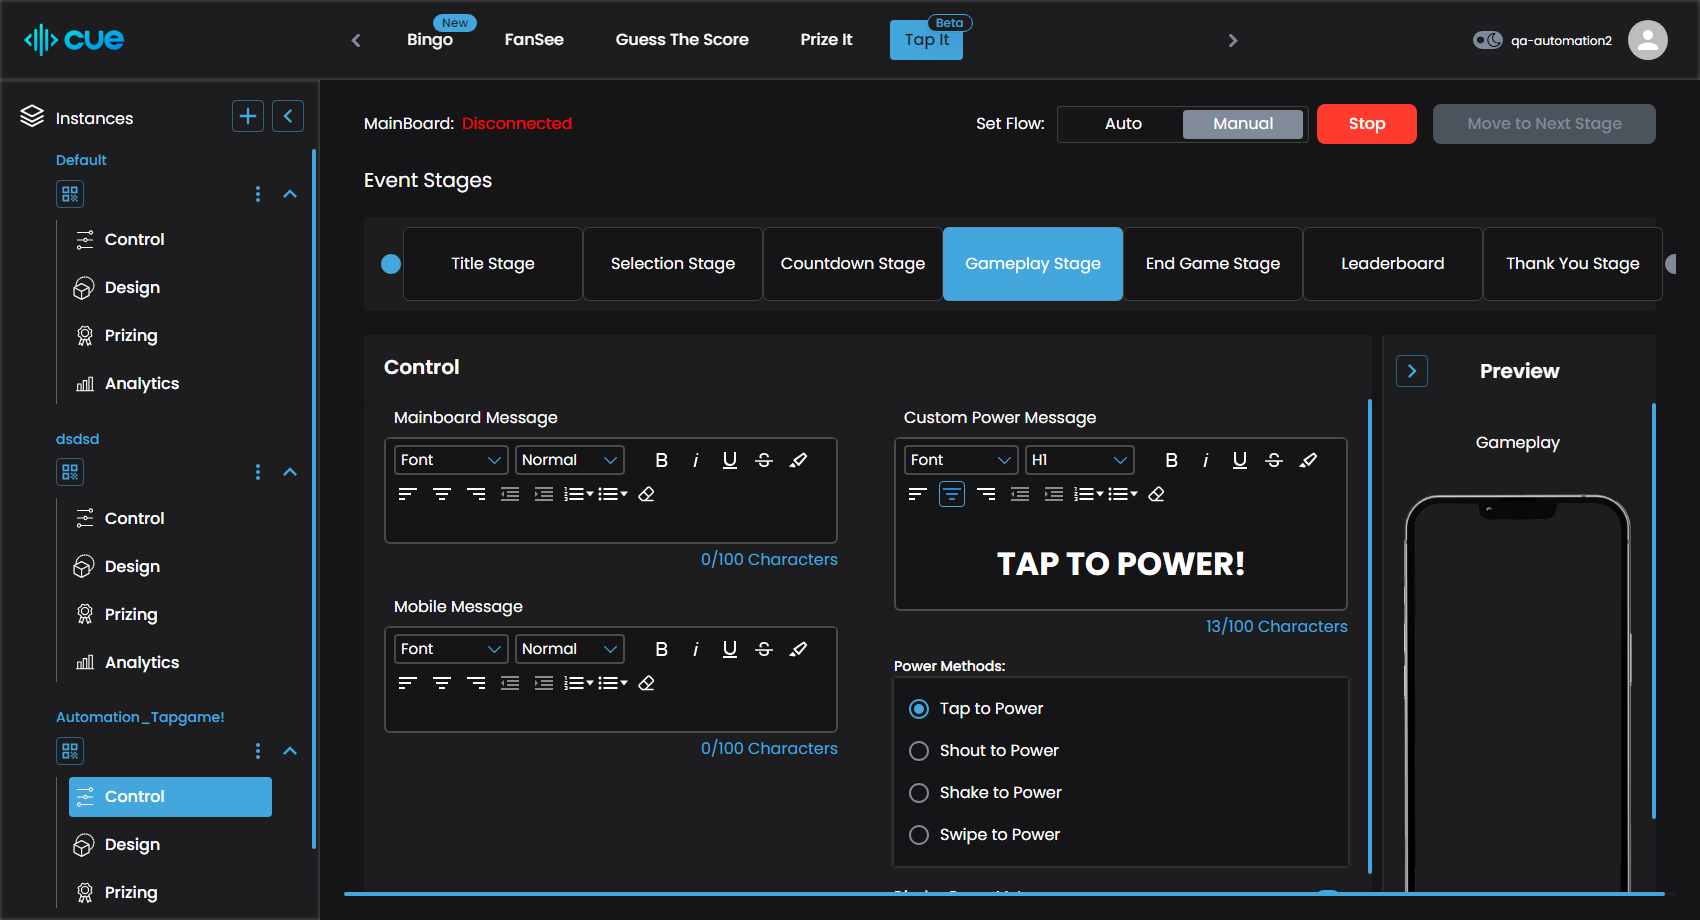 cue
New
Bingo
FanSee
Guess The Score
Prize It
Beta
Tap It
qa-automation2
Instances
Default
Control
Design
Prizing
Analytics
dsdsd
Control
Design
Prizing
Analytics
Automation_Tapgame!
Control
Design
Prizing
MainBoard: Disconnected
Set Flow:
Auto
Manual
Stop
Move to Next Stage
Event Stages
Title Stage
Selection Stage
Countdown Stage
Gameplay Stage
End Game Stage
Leaderboard
Thank You Stage
Control
Mainboard Message
Font
Normal
B i U S
0/100 Characters
Mobile Message
Font
Normal
B i U S
0/100 Characters
Custom Power Message
Font
H1
B i U S
TAP TO POWER!
13/100 Characters
Power Methods:
Tap to Power
Shout to Power
Shake to Power
Swipe to Power
Preview
Gameplay